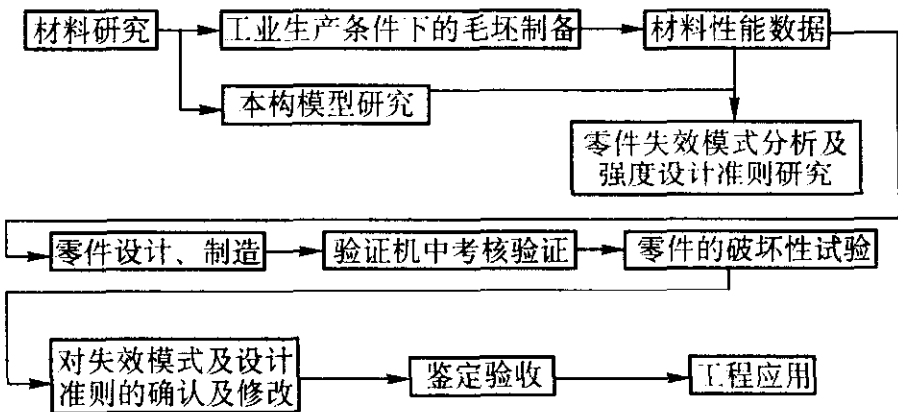 材料研究
工业生产条件下的毛坯制备
材料性能数据
本构模型研究
零件失效模式分析及
强度设计准则研究
零件设计、制造
验证机中考核验证
零件的破坏性试验
对失效模式及设计
准则的确认及修改
鉴定验收
工程应用